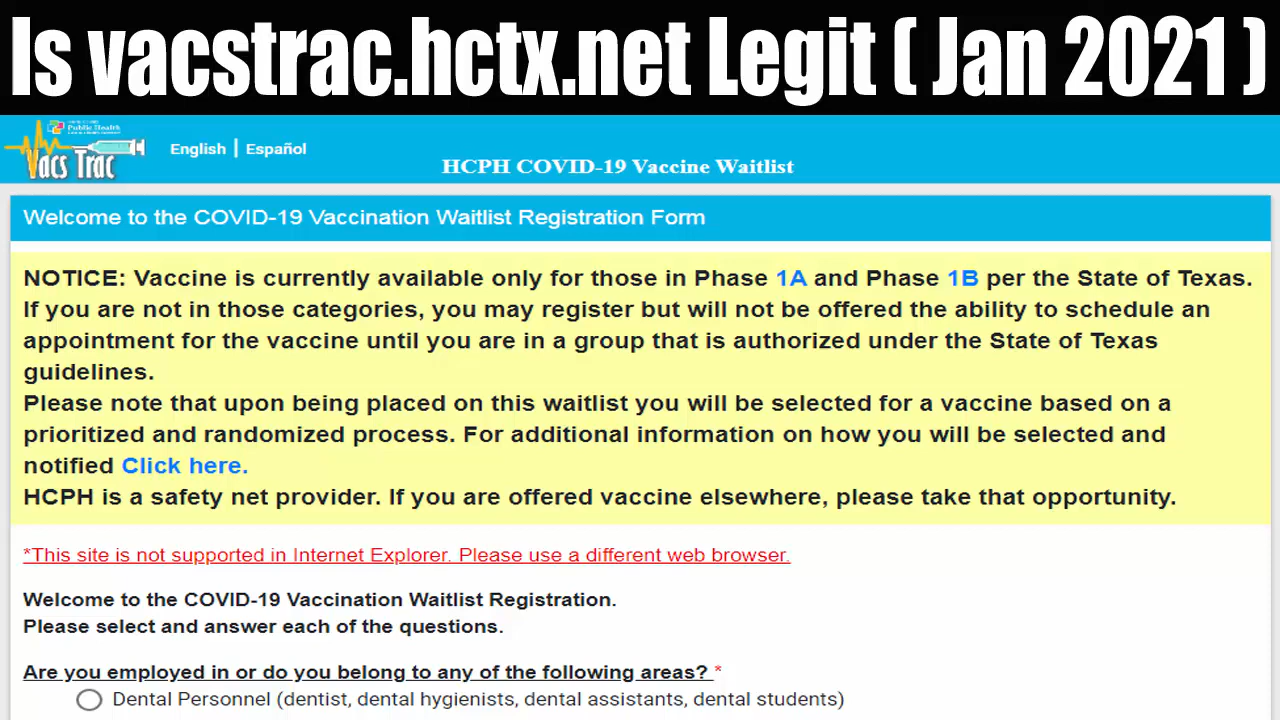 Is vacstrac.hctx.net Legit ( Jan 2021 )
Public Health
Vacs Trac
English | Español
HCPH COVID-19 Vaccine Waitlist
Welcome to the COVID-19 Vaccination Waitlist Registration Form
NOTICE: Vaccine is currently available only for those in Phase 1A and Phase 1B per the State of Texas.
If you are not in those categories, you may register but will not be offered the ability to schedule an
appointment for the vaccine until you are in a group that is authorized under the State of Texas
guidelines.
Please note that upon being placed on this waitlist you will be selected for a vaccine based on a
prioritized and randomized process. For additional information on how you will be selected and
notified Click here.
HCPH is a safety net provider. If you are offered vaccine elsewhere, please take that opportunity.
*This site is not supported in Internet Explorer. Please use a different web browser.
Welcome to the COVID-19 Vaccination Waitlist Registration.
Please select and answer each of the questions.
Are you employed in or do you belong to any of the following areas? *
Dental Personnel (dentist, dental hygienists, dental assistants, dental students)